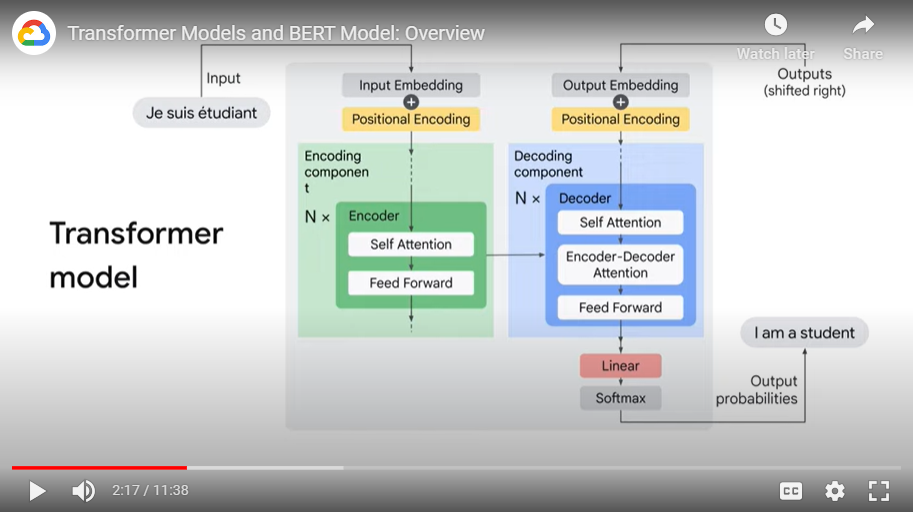 Transformer Models and BERT Model: Overview
Watch later
Share
Input
Je suis étudiant
Input Embedding
Positional Encoding
Output Embedding
Positional Encoding
Outputs
(shifted right)
Encoding
componen
t
N ×
Encoder
Self Attention
Feed Forward
Decoding
component
N ×
Decoder
Self Attention
Encoder-Decoder
Attention
Feed Forward
Transformer
model
Linear
Softmax
I am a student
Output
probabilities
2:17 / 11:38
CC